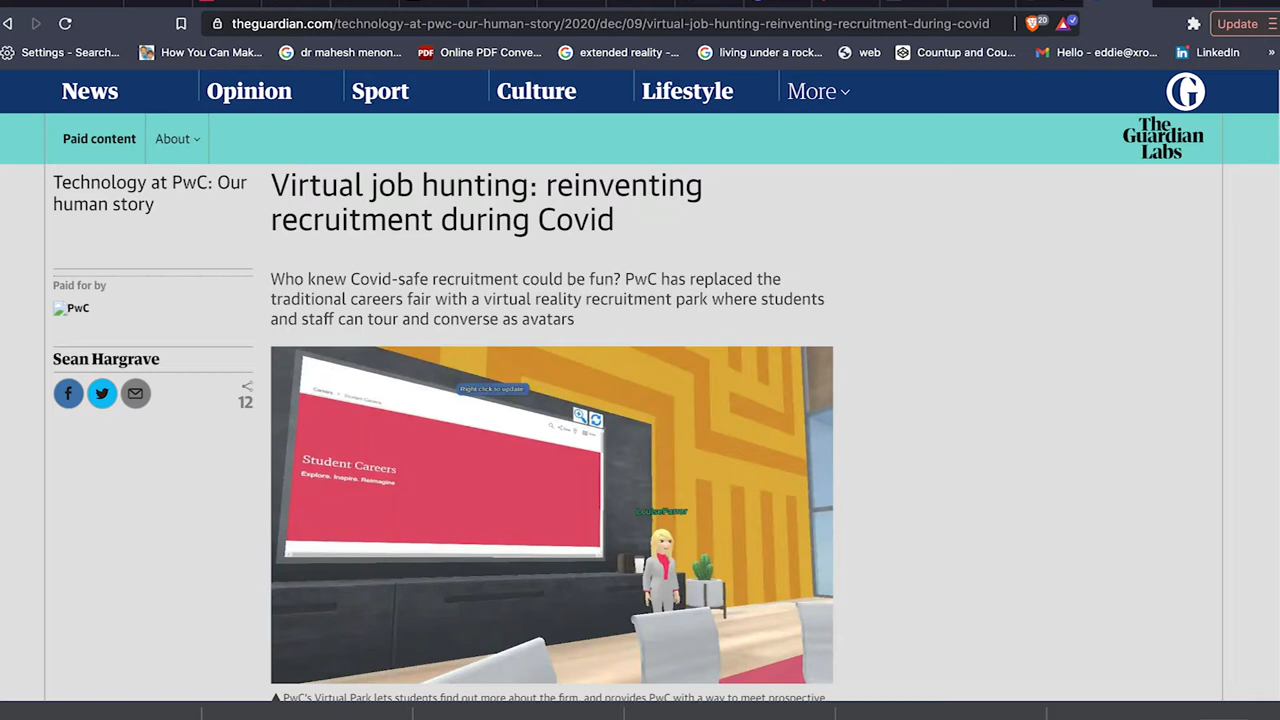 theguardian.com/technology-at-pwc-our-human-story/2020/dec/09/virtual-job-hunting-reinventing-recruitment-during-covid
20
Update
Settings - Search...
How You Can Mak...
dr mahesh menon...
PDF
Online PDF Conve...
extended reality -...
living under a rock...
web
Countup and Cou...
Hello - eddie@xro...
in LinkedIn
»
News
Opinion
Sport
Culture
Lifestyle
More
G
Paid content
About
The Guardian Labs
Technology at PwC: Our
human story
Virtual job hunting: reinventing
recruitment during Covid
Who knew Covid-safe recruitment could be fun? PwC has replaced the
traditional careers fair with a virtual reality recruitment park where students
and staff can tour and converse as avatars
Paid for by
PwC
Sean Hargrave
12
Right click to update
Careers > Student Careers
Student Careers
Explore. Inspire. Reimagine
LouiseFarrar
PwC's Virtual Park lets students find out more about the firm, and provides PwC with a way to meet prospective